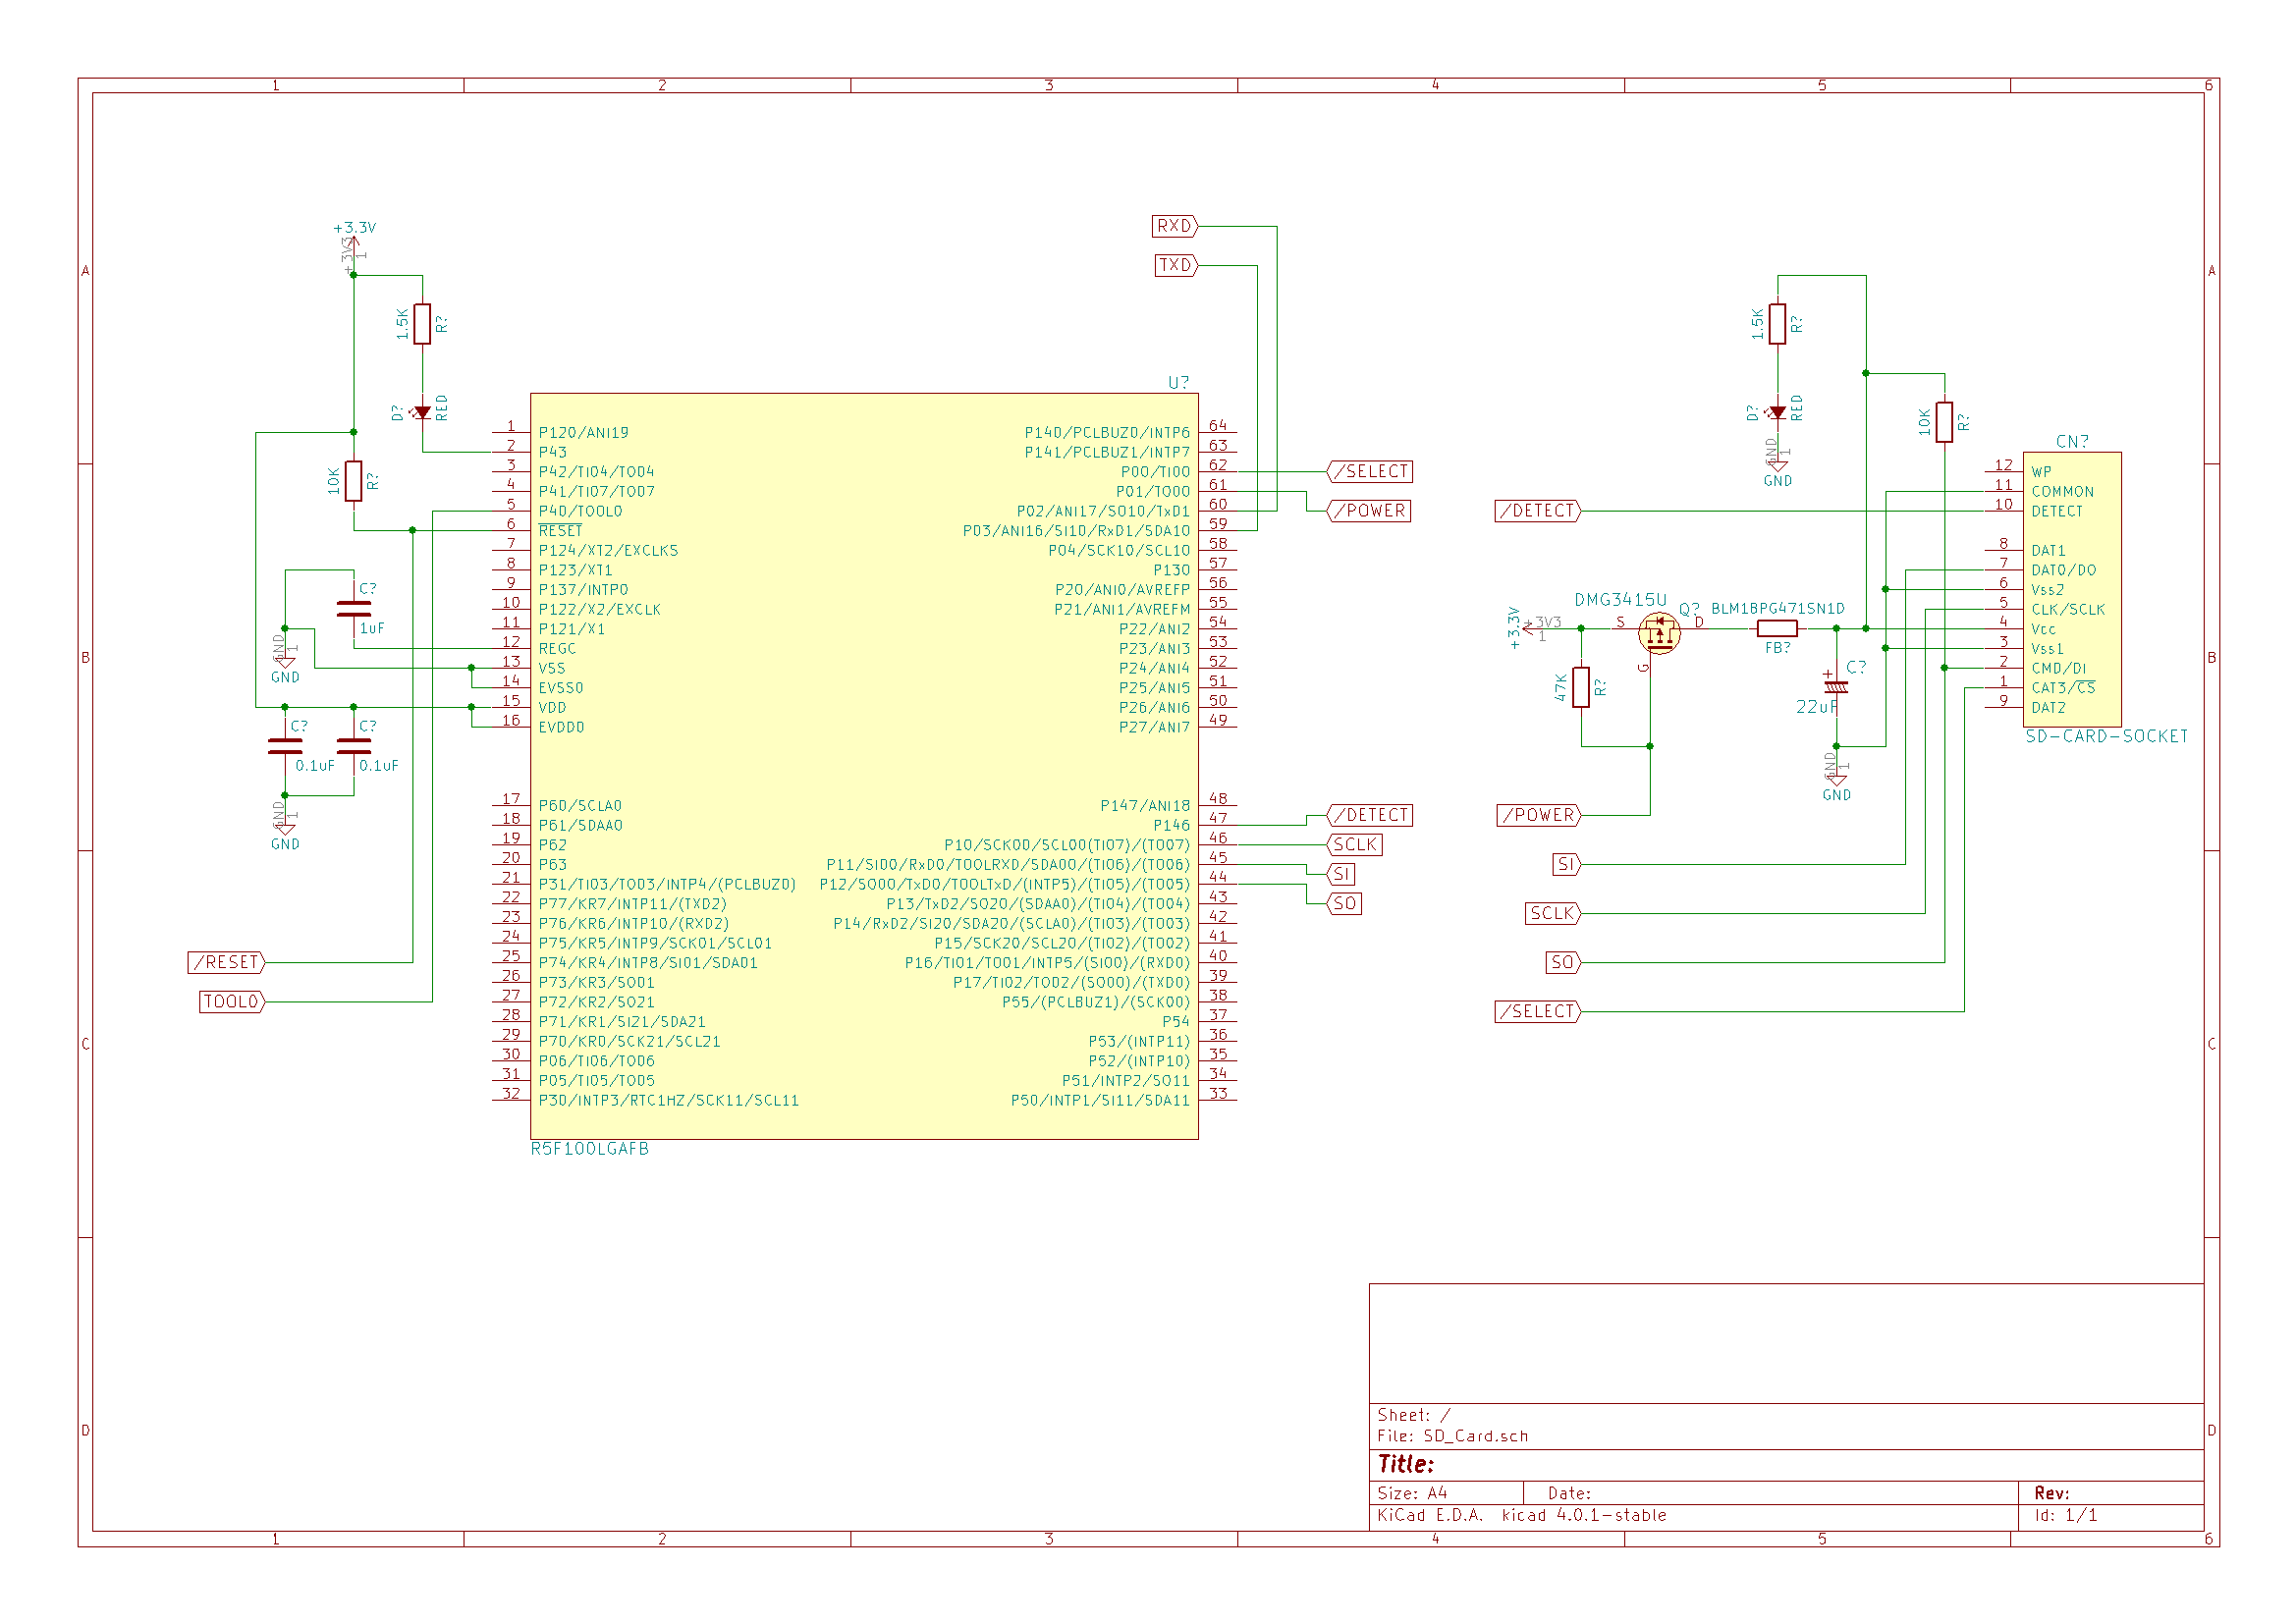 1 2 3 4 5 6
A A
B B
C C
D D
1 2 3 4 5 6
+3.3V
+3V3
1
1.5K
R?
D?
RED
10K
R?
C?
1uF
GND
1
GND
C?
0.1uF
C?
0.1uF
GND
1
GND
/RESET
TOOL0
RXD
TXD
U?
1 P120/ANI19
2 P43
3 P42/TI04/TO04
4 P41/TI07/TO07
5 P40/TOOL0
6 RESET
7 P124/XT2/EXCLKS
8 P123/XT1
9 P137/INTP0
10 P122/X2/EXCLK
11 P121/X1
12 REGC
13 VSS
14 EVSS0
15 VDD
16 EVDD0
17 P60/SCLA0
18 P61/SDAA0
19 P62
20 P63
21 P31/TI03/TO03/INTP4/(PCLBUZ0)
22 P77/KR7/INTP11/(TXD2)
23 P76/KR6/INTP10/(RXD2)
24 P75/KR5/INTP9/SCK01/SCL01
25 P74/KR4/INTP8/SI01/SDA01
26 P73/KR3/SO01
27 P72/KR2/SO21
28 P71/KR1/SI21/SDA21
29 P70/KR0/SCK21/SCL21
30 P06/TI06/TO06
31 P05/TI05/TO05
32 P30/INTP3/RTC1HZ/SCK11/SCL11
P140/PCLBUZ0/INTP6 64
P141/PCLBUZ1/INTP7 63
P00/TI00 62
P01/TO00 61
P02/ANI17/SO10/TxD1 60
P03/ANI16/SI10/RxD1/SDA10 59
P04/SCK10/SCL10 58
P130 57
P20/ANI0/AVREFP 56
P21/ANI1/AVREFM 55
P22/ANI2 54
P23/ANI3 53
P24/ANI4 52
P25/ANI5 51
P26/ANI6 50
P27/ANI7 49
P147/ANI18 48
P146 47
P10/SCK00/SCL00(TI07)/(TO07) 46
P11/SI00/RxD0/TOOLRXD/SDA00/(TI06)/(TO06) 45
P12/SO00/TxD0/TOOLTxD/(INTP5)/(TI05)/(TO05) 44
P13/TxD2/SO20/(SDAA0)/(TI04)/(TO04) 43
P14/RxD2/SI20/SDA20/(SCLA0)/(TI03)/(TO03) 42
P15/SCK20/SCL20/(TI02)/(TO02) 41
P16/TI01/TO01/INTP5/(SI00)/(RXD0) 40
P17/TI02/TO02/(SO00)/(TXD0) 39
P55/(PCLBUZ1)/(SCK00) 38
P54 37
P53/(INTP11) 36
P52/(INTP10) 35
P51/INTP2/SO11 34
P50/INTP1/SI11/SDA11 33
R5F100LGAFB
/SELECT
/POWER
/DETECT
SCLK
SI
SO
1.5K
R?
D?
RED
GND
1
GND
10K
R?
/DETECT
+3.3V
+3V3
1
DMG3415U
Q?
S
D
G
47K
R?
BLM18PG471SN1D
FB?
C?
+
22uF
GND
1
GND
/POWER
SI
SCLK
SO
/SELECT
CN?
12 WP
11 COMMON
10 DETECT
8 DAT1
7 DAT0/DO
6 Vss2
5 CLK/SCLK
4 Vcc
3 Vss1
2 CMD/DI
1 CAT3/CS
9 DAT2
SD-CARD-SOCKET
Sheet: /
File: SD_Card.sch
Title:
Size: A4 Date: Rev:
KiCad E.D.A. kicad 4.0.1-stable Id: 1/1